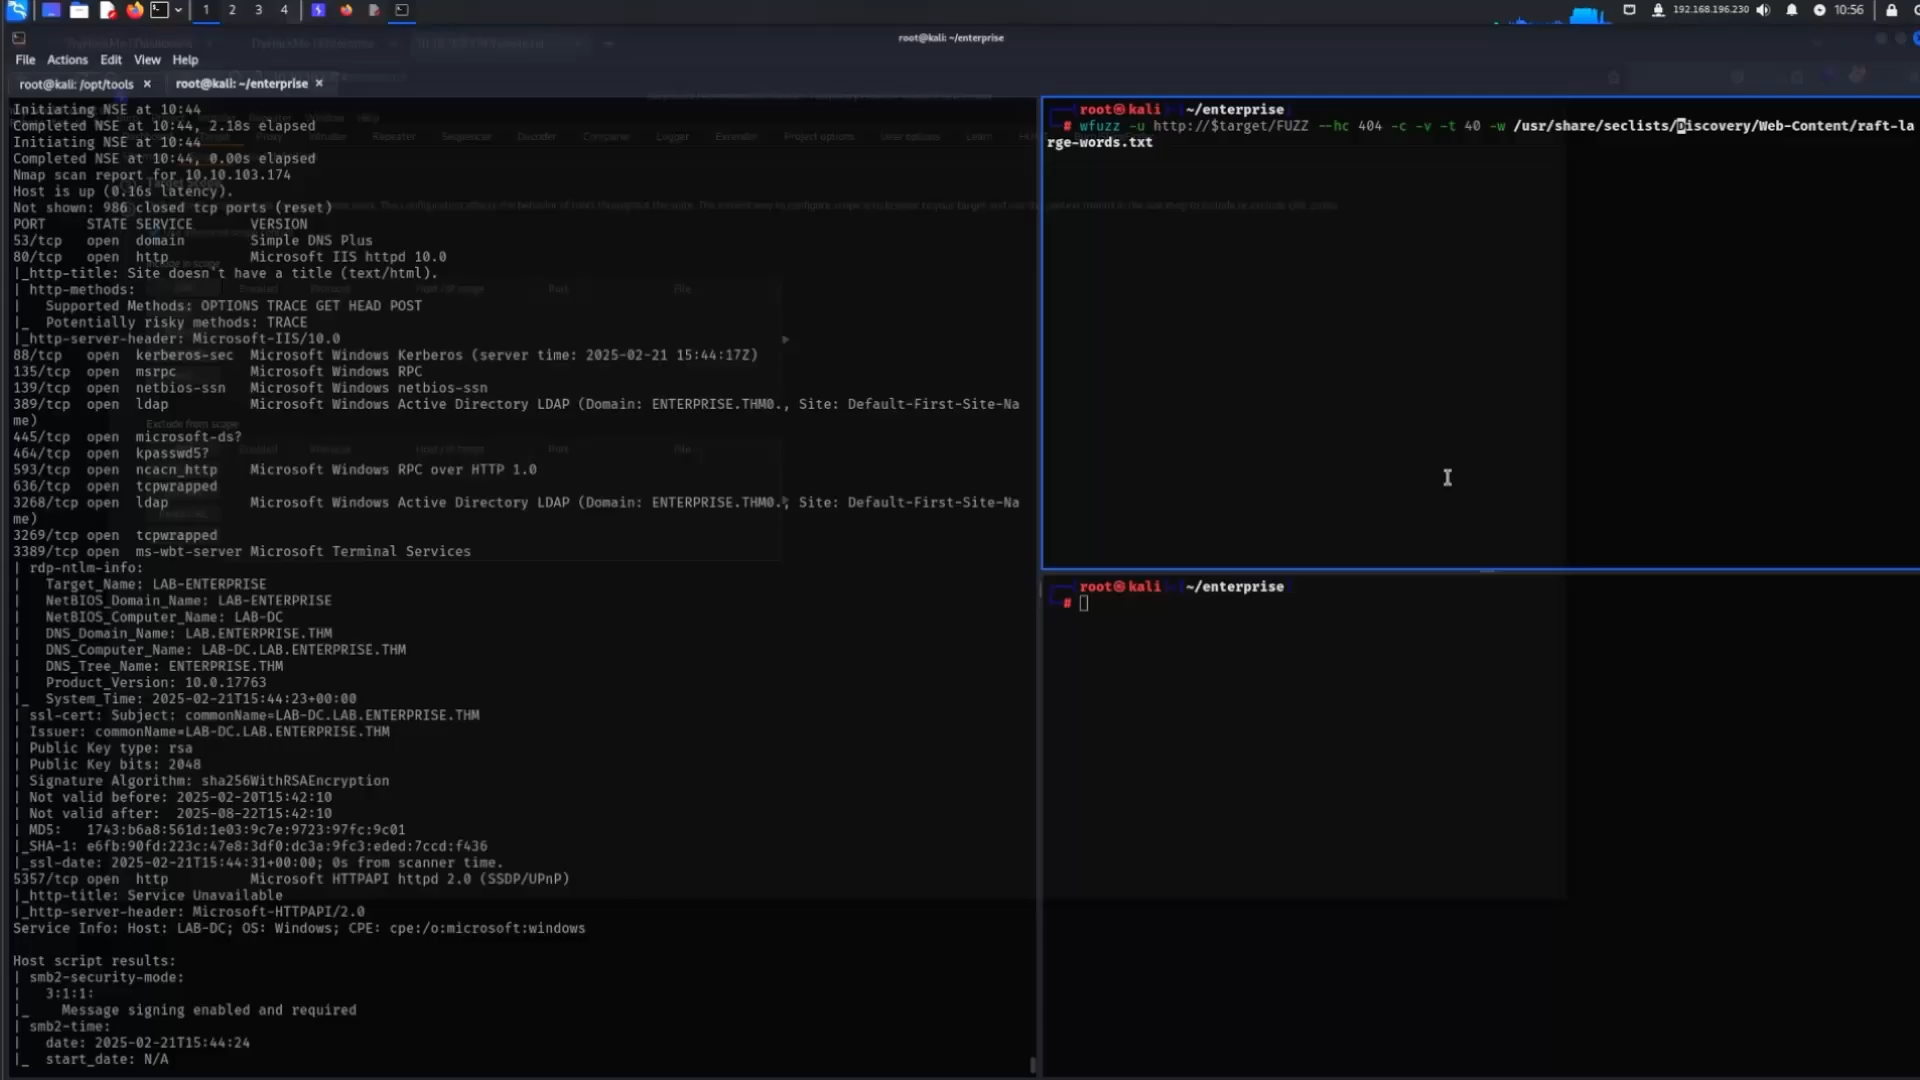 1 2 3 4
192.168.196.230
10:56
root@kali: ~/enterprise
File Actions Edit View Help
root@kali: /opt/tools × root@kali: ~/enterprise ×
Initiating NSE at 10:44
Completed NSE at 10:44, 2.18s elapsed
Initiating NSE at 10:44
Completed NSE at 10:44, 0.00s elapsed
Nmap scan report for 10.10.103.174
Host is up (0.16s latency).
Not shown: 986 closed tcp ports (reset)
PORT STATE SERVICE VERSION
53/tcp open domain Simple DNS Plus
80/tcp open http Microsoft IIS httpd 10.0
|_http-title: Site doesn't have a title (text/html).
| http-methods:
| Supported Methods: OPTIONS TRACE GET HEAD POST
|_ Potentially risky methods: TRACE
|_http-server-header: Microsoft-IIS/10.0
88/tcp open kerberos-sec Microsoft Windows Kerberos (server time: 2025-02-21 15:44:17Z)
135/tcp open msrpc Microsoft Windows RPC
139/tcp open netbios-ssn Microsoft Windows netbios-ssn
389/tcp open ldap Microsoft Windows Active Directory LDAP (Domain: ENTERPRISE.THM0., Site: Default-First-Site-Na
me)
445/tcp open microsoft-ds?
464/tcp open kpasswd5?
593/tcp open ncacn_http Microsoft Windows RPC over HTTP 1.0
636/tcp open tcpwrapped
3268/tcp open ldap Microsoft Windows Active Directory LDAP (Domain: ENTERPRISE.THM0., Site: Default-First-Site-Na
me)
3269/tcp open tcpwrapped
3389/tcp open ms-wbt-server Microsoft Terminal Services
| rdp-ntlm-info:
| Target_Name: LAB-ENTERPRISE
| NetBIOS_Domain_Name: LAB-ENTERPRISE
| NetBIOS_Computer_Name: LAB-DC
| DNS_Domain_Name: LAB.ENTERPRISE.THM
| DNS_Computer_Name: LAB-DC.LAB.ENTERPRISE.THM
| DNS_Tree_Name: ENTERPRISE.THM
| Product_Version: 10.0.17763
|_ System_Time: 2025-02-21T15:44:23+00:00
| ssl-cert: Subject: commonName=LAB-DC.LAB.ENTERPRISE.THM
| Issuer: commonName=LAB-DC.LAB.ENTERPRISE.THM
| Public Key type: rsa
| Public Key bits: 2048
| Signature Algorithm: sha256WithRSAEncryption
| Not valid before: 2025-02-20T15:42:10
| Not valid after: 2025-08-22T15:42:10
| MD5: 1743:b6a8:561d:1e03:9c7e:9723:97fc:9c01
|_SHA-1: e6fb:90fd:223c:47e8:3df0:dc3a:9fc3:eded:7ccd:f436
|_ssl-date: 2025-02-21T15:44:31+00:00; 0s from scanner time.
5357/tcp open http Microsoft HTTPAPI httpd 2.0 (SSDP/UPnP)
|_http-title: Service Unavailable
|_http-server-header: Microsoft-HTTPAPI/2.0
Service Info: Host: LAB-DC; OS: Windows; CPE: cpe:/o:microsoft:windows
Host script results:
| smb2-security-mode:
| 3:1:1:
|_ Message signing enabled and required
| smb2-time:
| date: 2025-02-21T15:44:24
|_ start_date: N/A
root@kali ~/enterprise
# wfuzz -u http://$target/FUZZ --hc 404 -c -v -t 40 -w /usr/share/seclists/Discovery/Web-Content/raft-la
rge-words.txt
root@kali ~/enterprise
#